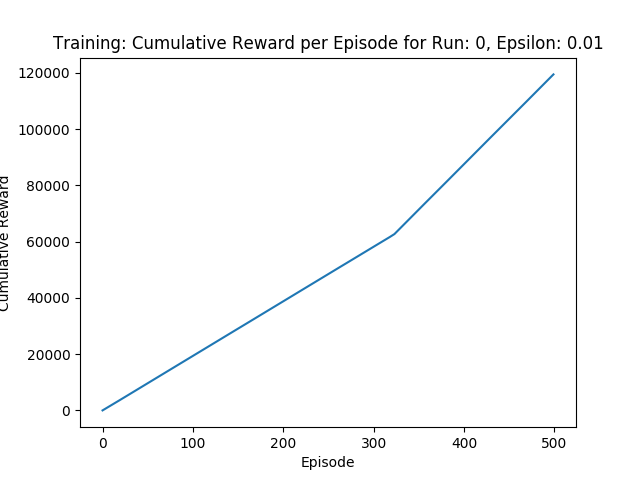 Training: Cumulative Reward per Episode for Run: 0, Epsilon: 0.01
120000
100000
80000
60000
40000
20000
0
Cumulative Reward
0 100 200 300 400 500
Episode